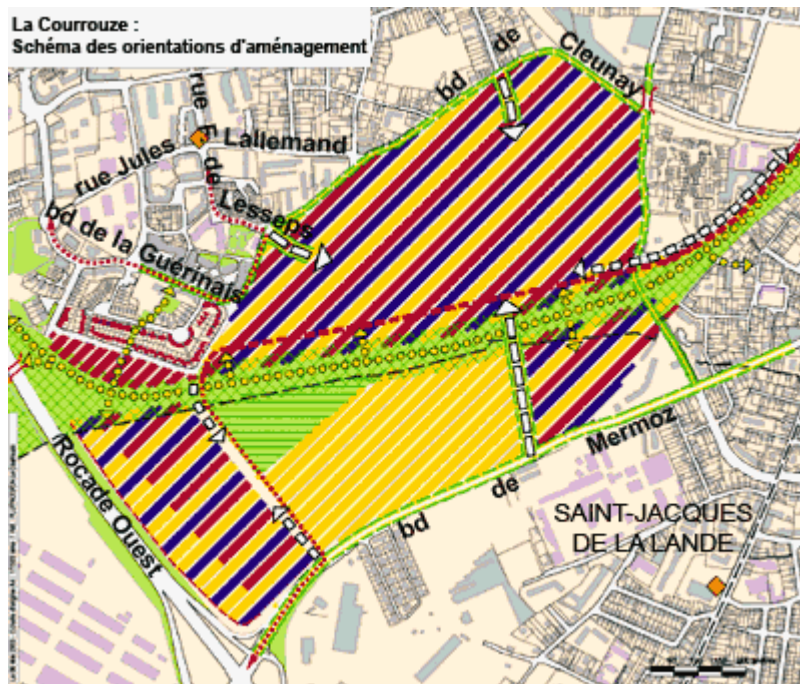 La Courrouze :
Schéma des orientations d'aménagement
bd de Cleunay
rue F. de Lesseps
rue Jules Lallemand
bd de la Guérinais
Rocade Ouest
bd de Mermoz
SAINT-JACQUES
DE LA LANDE